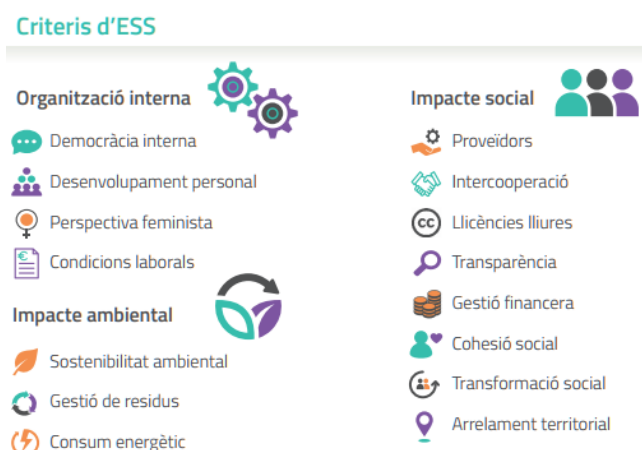 Criteris d'ESS
Organització interna
Democràcia interna
Desenvolupament personal
Perspectiva feminista
€
Condicions laborals
Impacte ambiental
Sostenibilitat ambiental
Gestió de residus
Consum energètic
Impacte social
Proveïdors
Intercooperació
cc
Llicències lliures
Transparència
Gestió financera
Cohesió social
Transformació social
Arrelament territorial